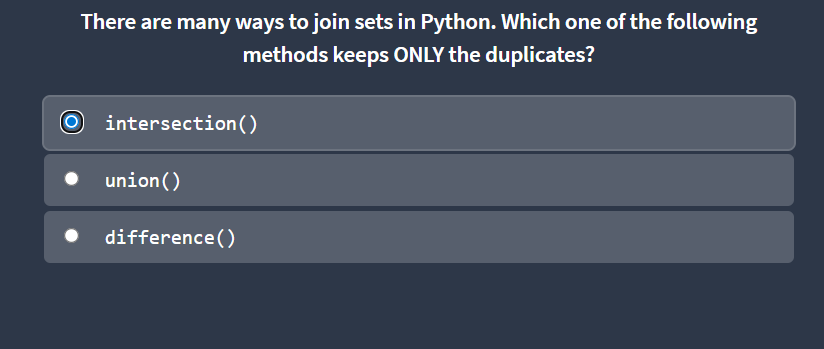 There are many ways to join sets in Python. Which one of the following
methods keeps ONLY the duplicates?
intersection()
union()
difference()